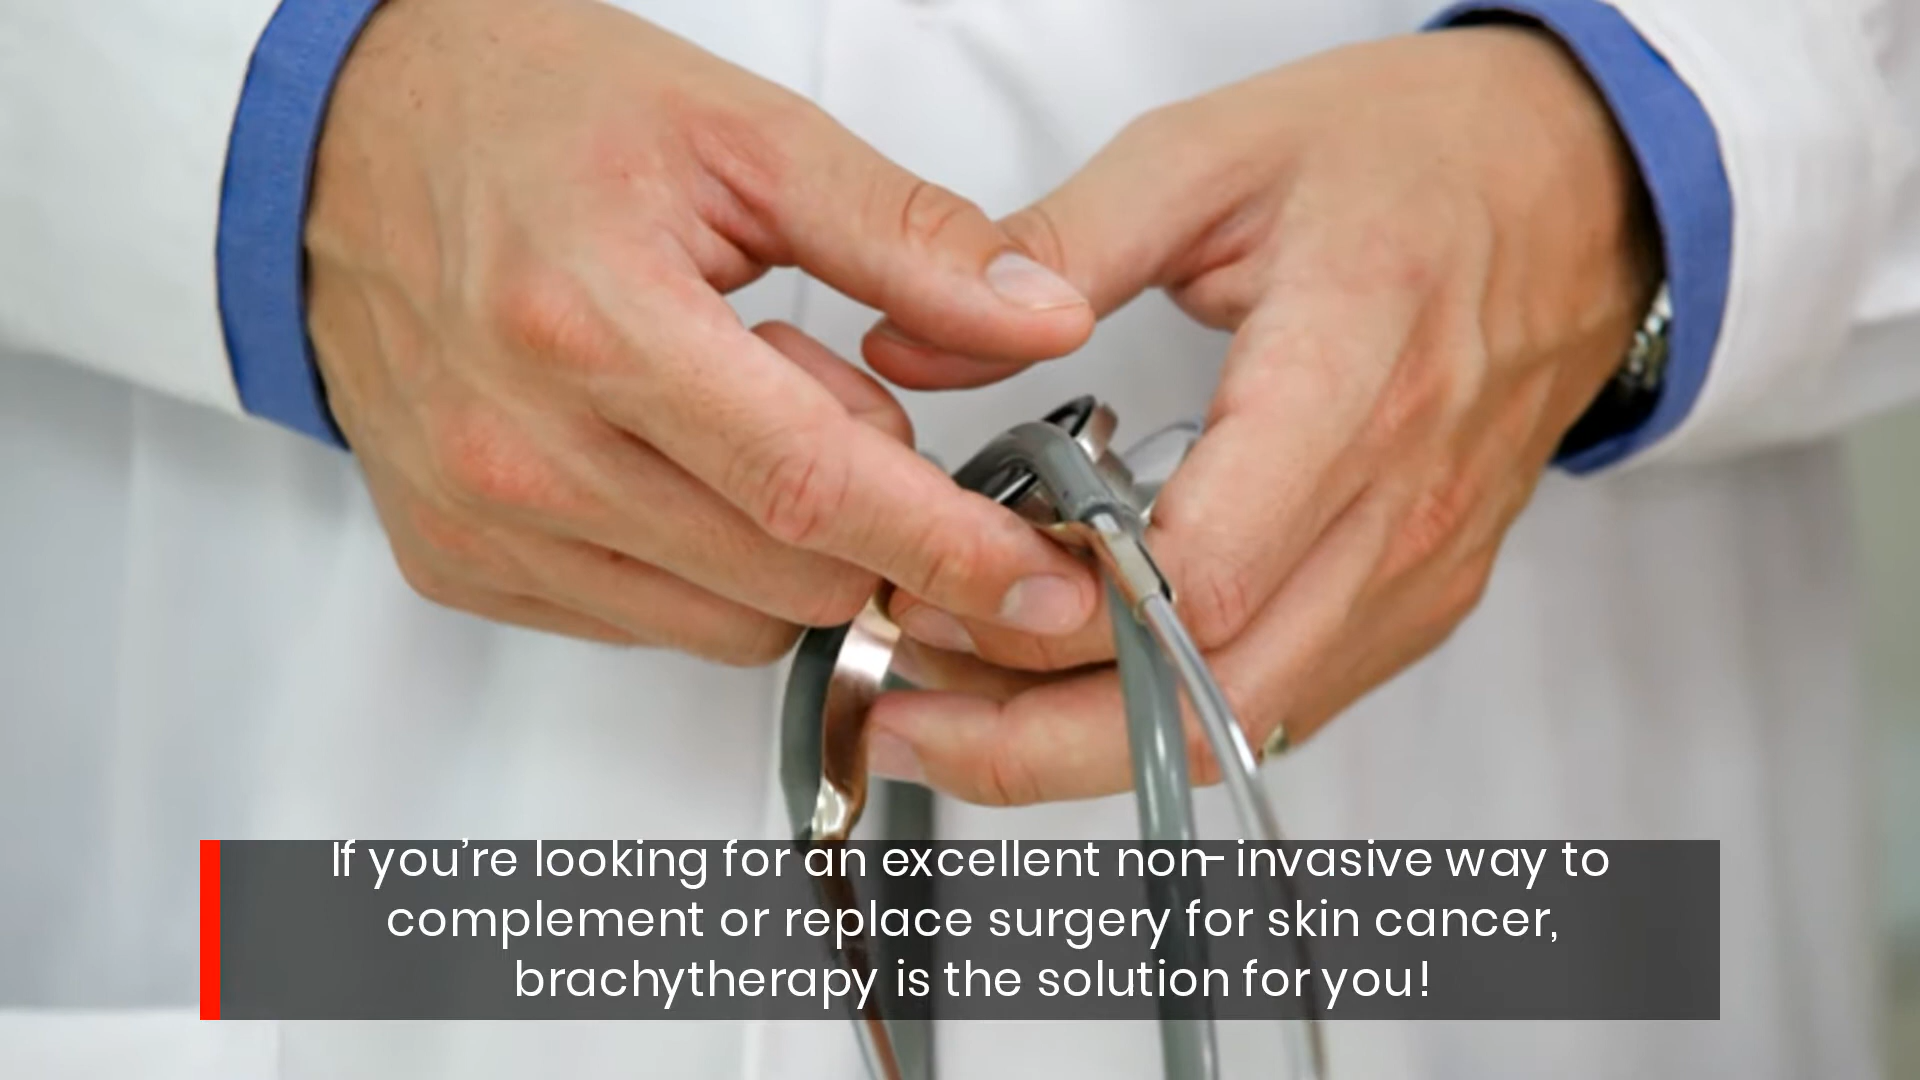 If you’re looking for an excellent non-invasive way to
complement or replace surgery for skin cancer,
brachytherapy is the solution for you!